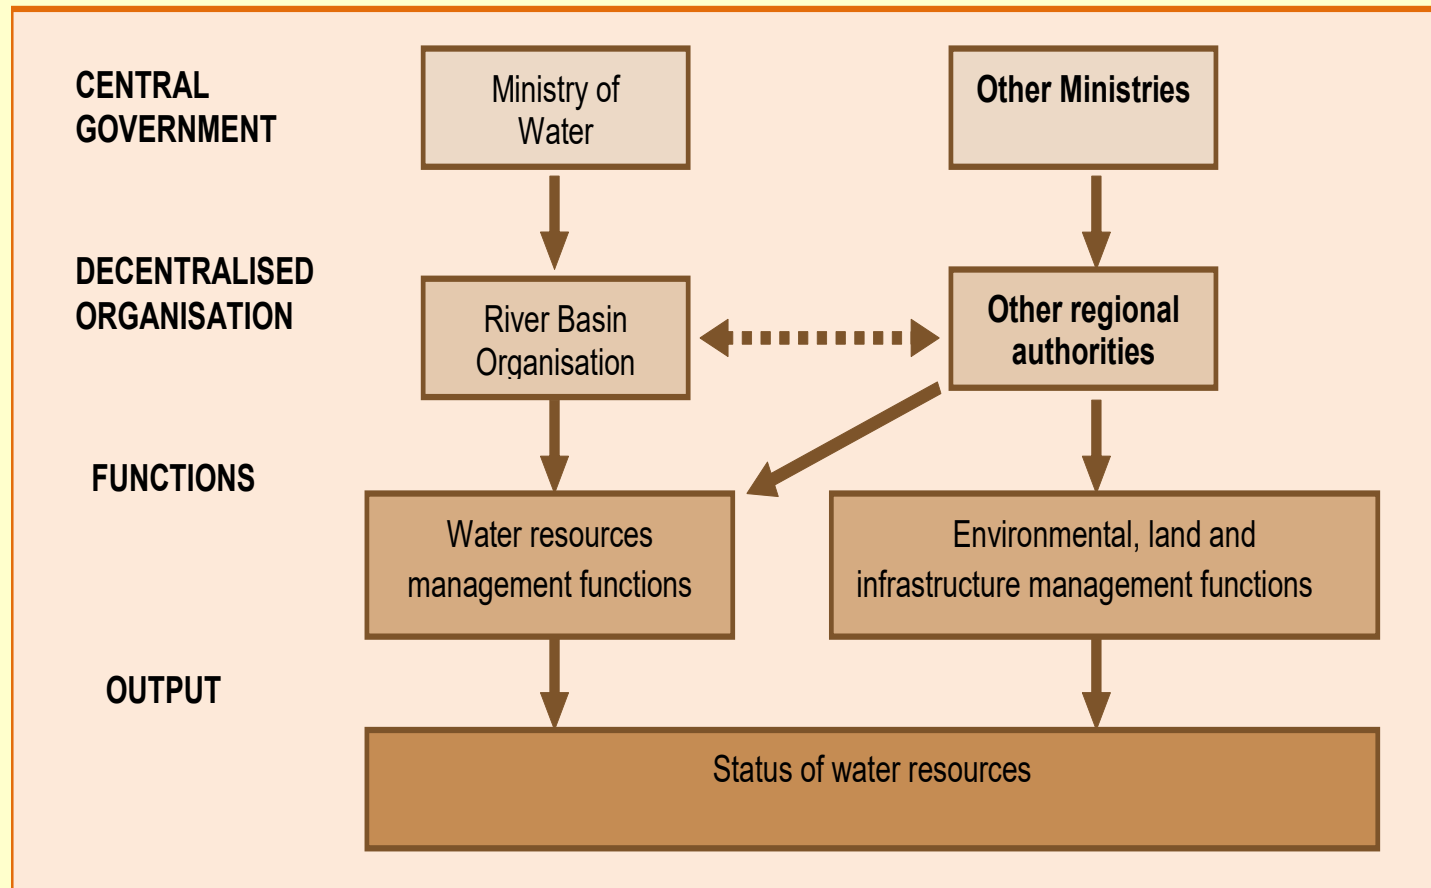 CENTRAL
GOVERNMENT
Ministry of
Water
Other Ministries
DECENTRALISED
ORGANISATION
River Basin
Organisation
Other regional
authorities
FUNCTIONS
Water resources
management functions
Environmental, land and
infrastructure management functions
OUTPUT
Status of water resources